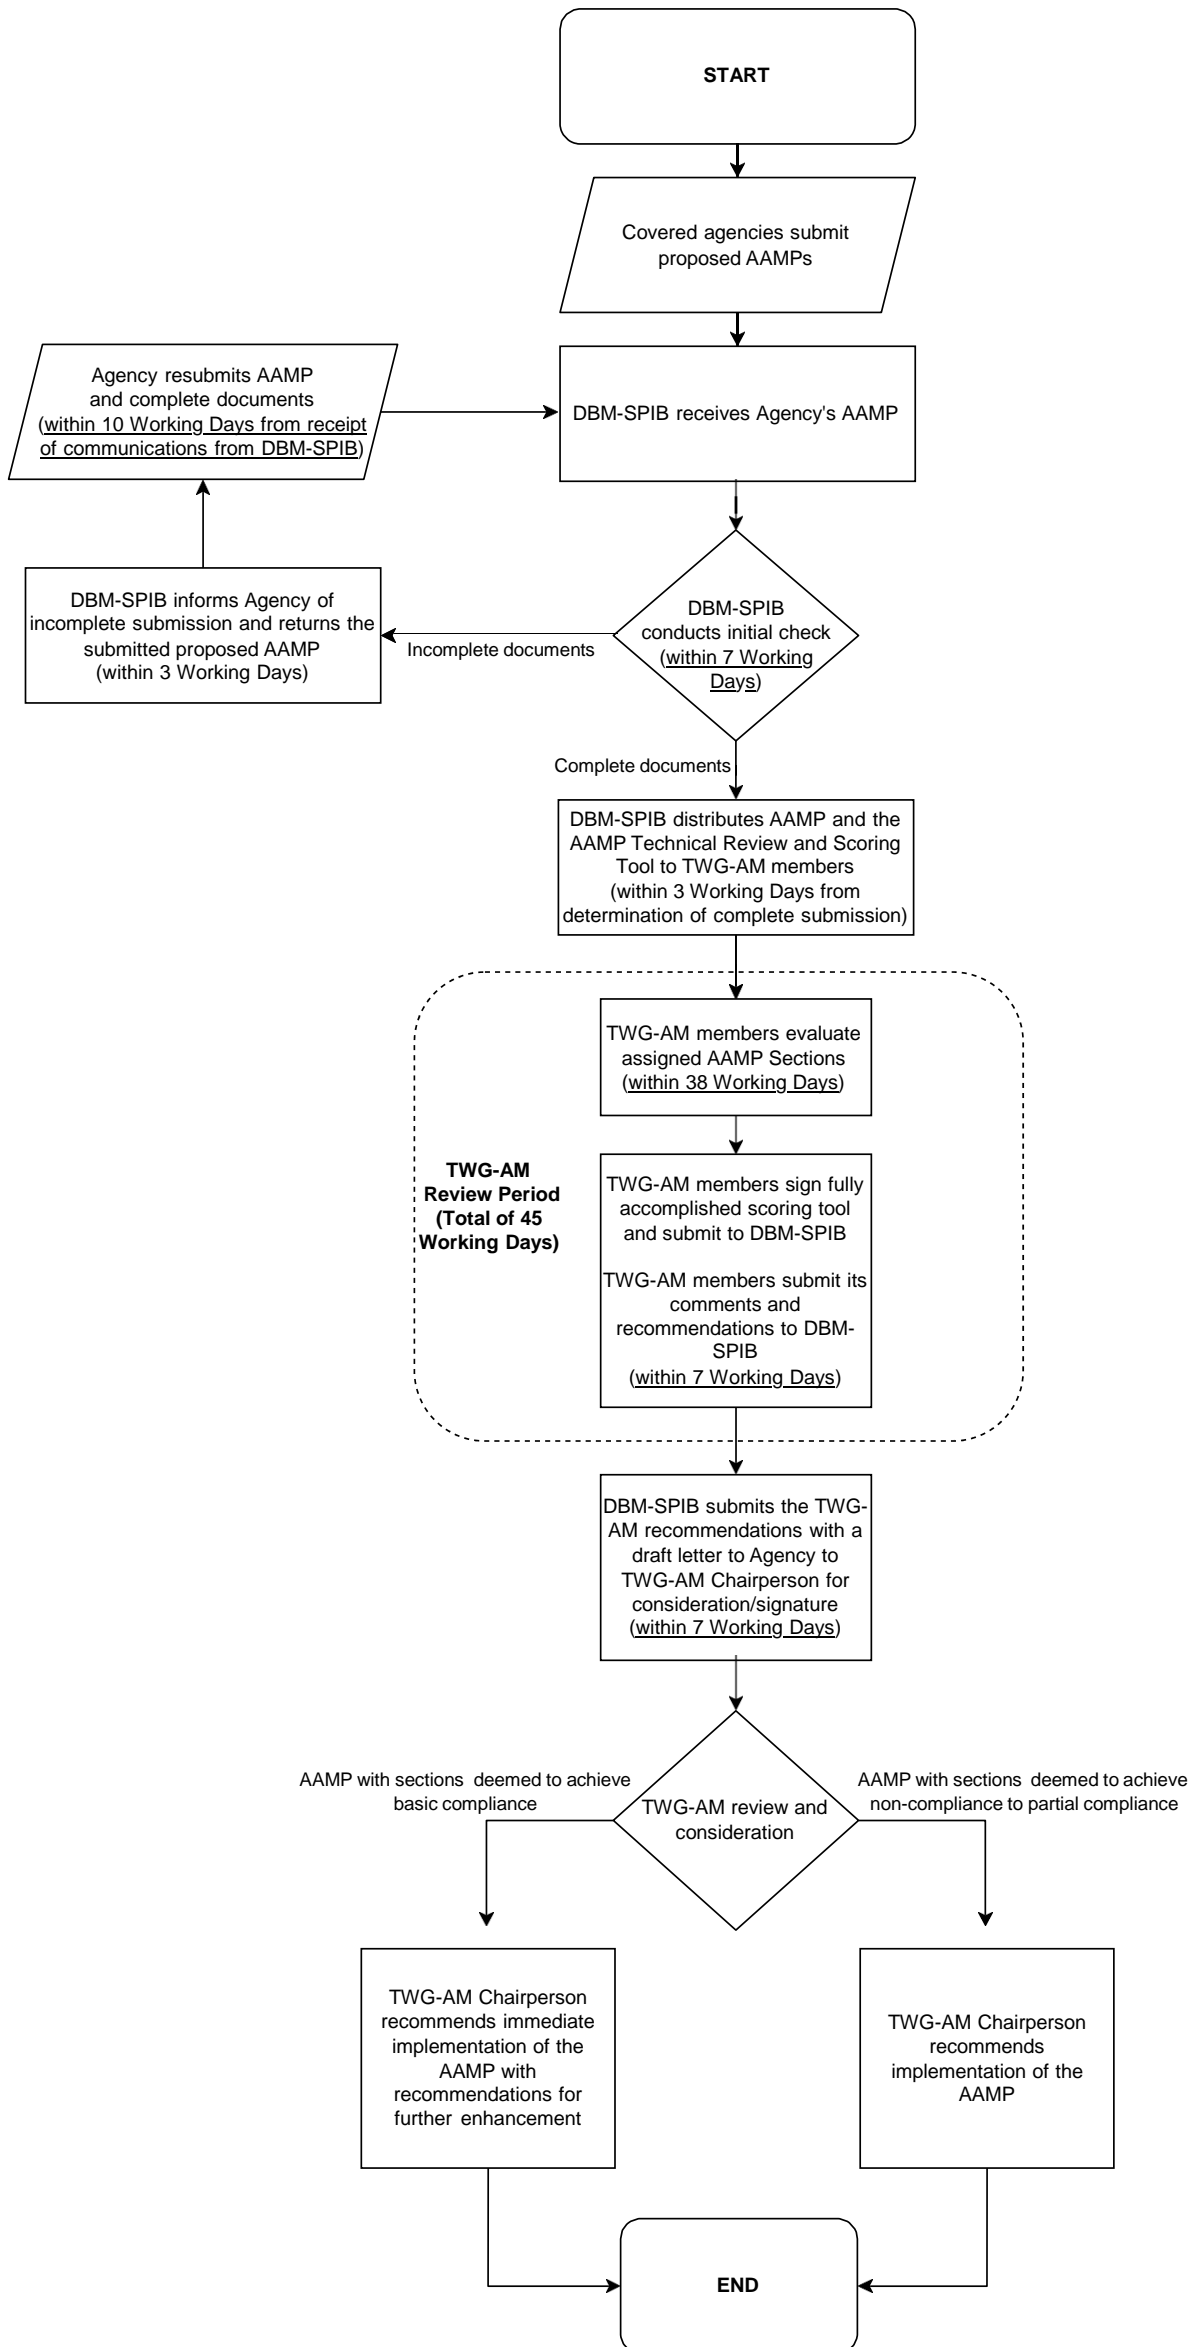 START
Covered agencies submit
proposed AAMPs
Agency resubmits AAMP
and complete documents
(within 10 Working Days from receipt
of communications from DBM-SPIB)
DBM-SPIB receives Agency's AAMP
DBM-SPIB informs Agency of
incomplete submission and returns the
submitted proposed AAMP
(within 3 Working Days)
Incomplete documents
DBM-SPIB
conducts initial check
(within 7 Working
Days)
Complete documents
DBM-SPIB distributes AAMP and the
AAMP Technical Review and Scoring
Tool to TWG-AM members
(within 3 Working Days from
determination of complete submission)
TWG-AM members evaluate
assigned AAMP Sections
(within 38 Working Days)
TWG-AM
Review Period
(Total of 45
Working Days)
TWG-AM members sign fully
accomplished scoring tool
and submit to DBM-SPIB
TWG-AM members submit its
comments and
recommendations to DBM-
SPIB
(within 7 Working Days)
DBM-SPIB submits the TWG-
AM recommendations with a
draft letter to Agency to
TWG-AM Chairperson for
consideration/signature
(within 7 Working Days)
AAMP with sections deemed to achieve
basic compliance
TWG-AM review and
consideration
AAMP with sections deemed to achieve
non-compliance to partial compliance
TWG-AM Chairperson
recommends immediate
implementation of the
AAMP with
recommendations for
further enhancement
TWG-AM Chairperson
recommends
implementation of the
AAMP
END